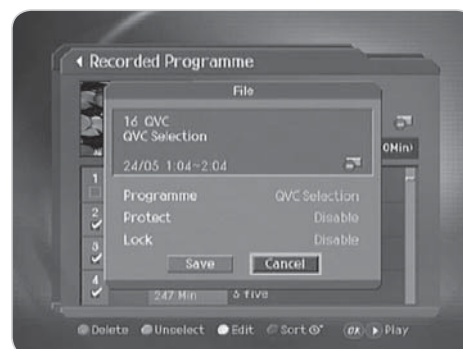 Recorded Programme
File
16 QVC
QVC Selection
24/05 1:04~2:04
0Min)
Programme QVC Selection
Protect Disable
Lock Disable
Save Cancel
1
2
3
4
247 Min 5 five
Delete Unselect Edit Sort OK Play